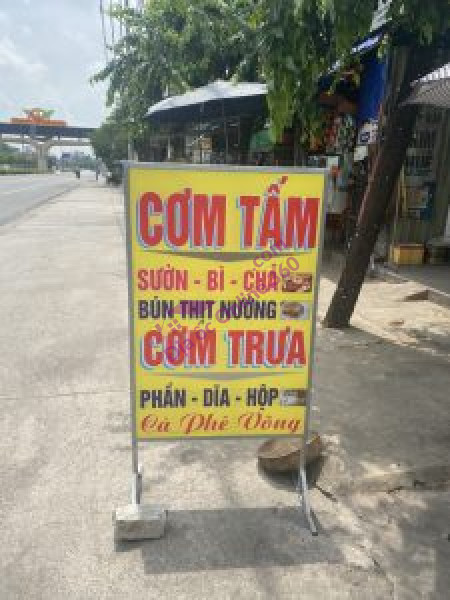 CƠM TẤM
SƯỜN - BÌ - CHẢ
BÚN THỊT NƯỚNG
CƠM TRƯA
PHẦN - DĨA - HỘP
Cà Phê Võng